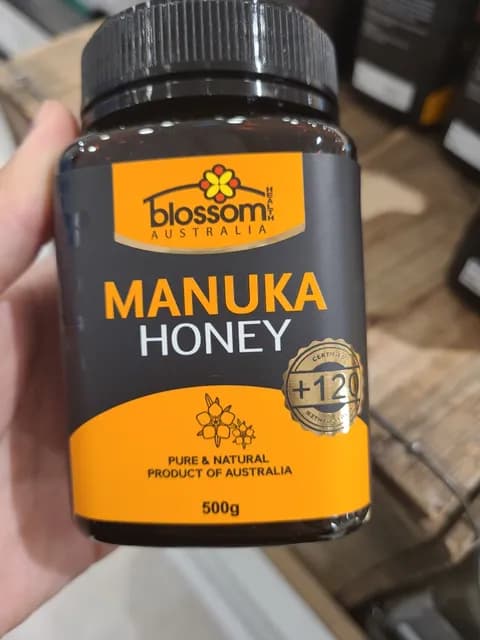 blossom
HEALTH
AUSTRALIA
MANUKA
HONEY
+120
PURE & NATURAL
PRODUCT OF AUSTRALIA
500g